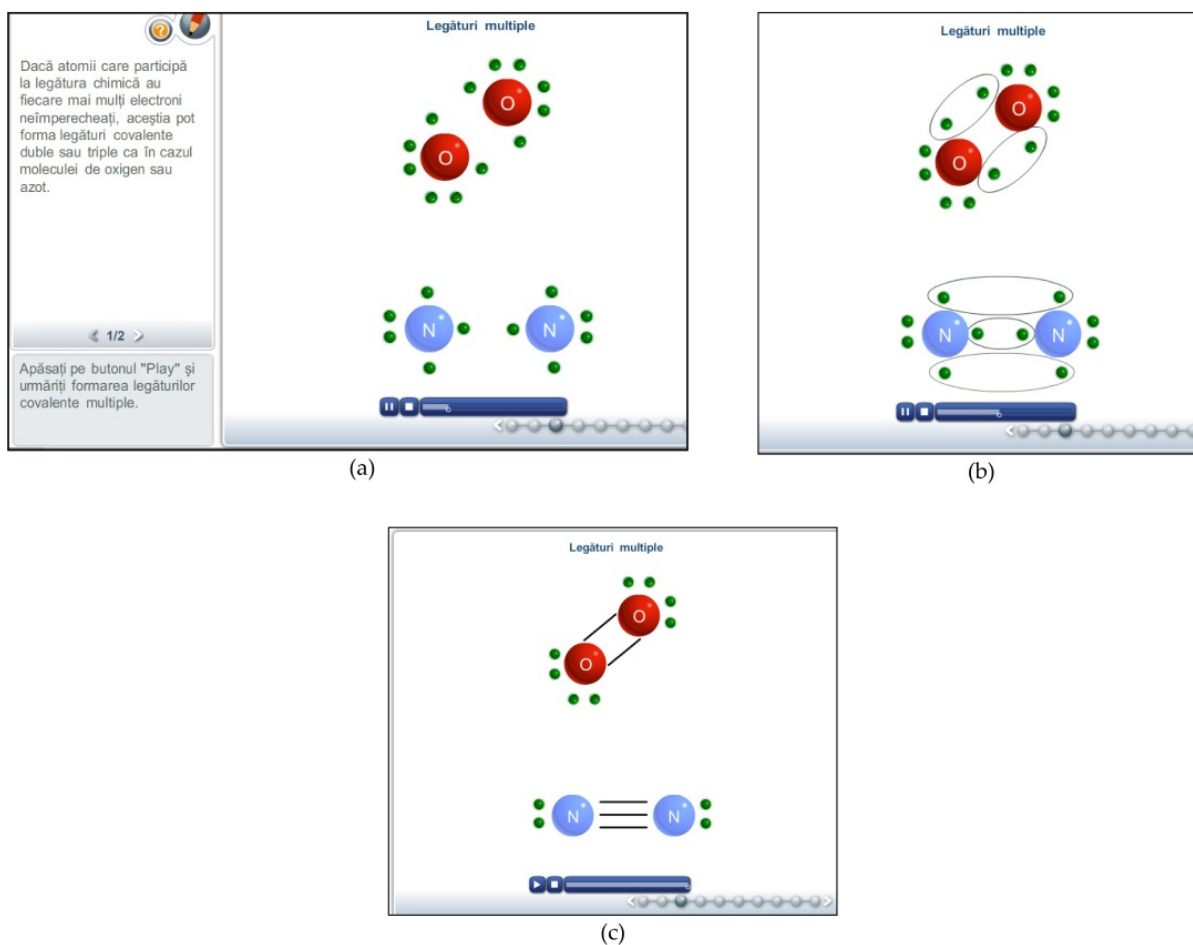 Legături multiple
Dacă atomii care participă
la legătura chimică au
fiecare mai mulți electroni
neîmperecheați, aceștia pot
forma legături covalente
duble sau triple ca în cazul
moleculei de oxigen sau
azot.
1/2
Apăsați pe butonul "Play" și
urmăriți formarea legăturilor
covalente multiple.
O
O
N
N
(a)
Legături multiple
O
O
N
N
(b)
Legături multiple
O
O
N
N
(c)